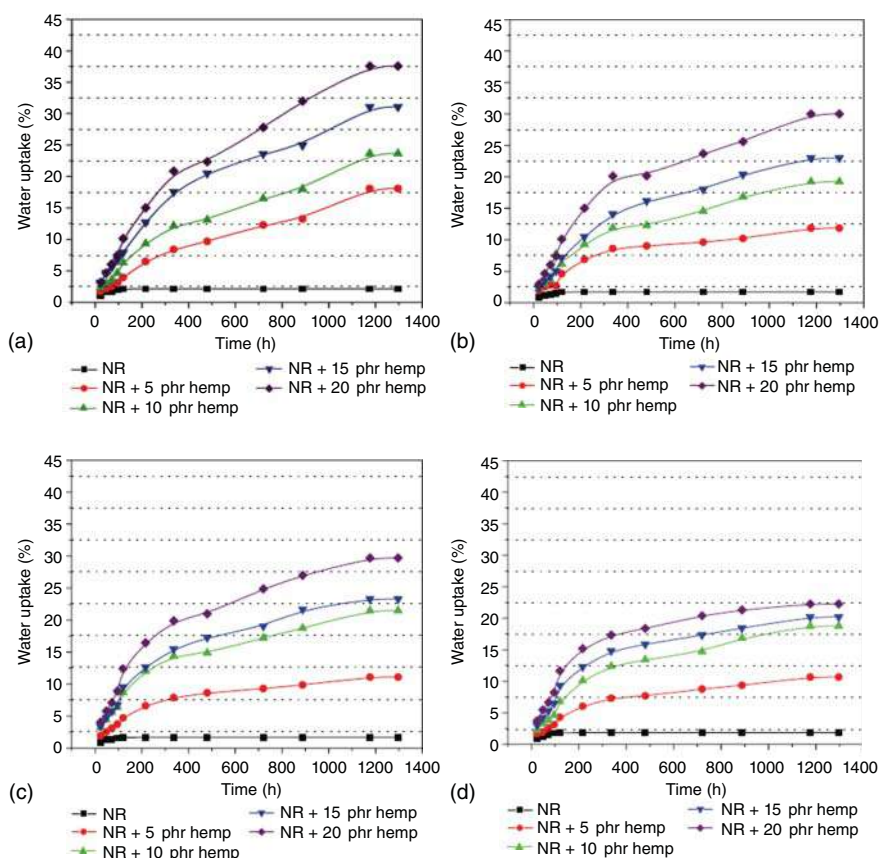 45
40
35
30
25
20
15
10
5
0
Water uptake (%)
0 200 400 600 800 1000 1200 1400
Time (h)
(a)
NR
NR + 5 phr hemp
NR + 10 phr hemp
NR + 15 phr hemp
NR + 20 phr hemp
45
40
35
30
25
20
15
10
5
0
Water uptake (%)
0 200 400 600 800 1000 1200 1400
Time (h)
(b)
NR
NR + 5 phr hemp
NR + 10 phr hemp
NR + 15 phr hemp
NR + 20 phr hemp
45
40
35
30
25
20
15
10
5
0
Water uptake (%)
0 200 400 600 800 1000 1200 1400
Time (h)
(c)
NR
NR + 5 phr hemp
NR + 10 phr hemp
NR + 15 phr hemp
NR + 20 phr hemp
45
40
35
30
25
20
15
10
5
0
Water uptake (%)
0 200 400 600 800 1000 1200 1400
Time (h)
(d)
NR
NR + 5 phr hemp
NR + 10 phr hemp
NR + 15 phr hemp
NR + 20 phr hemp